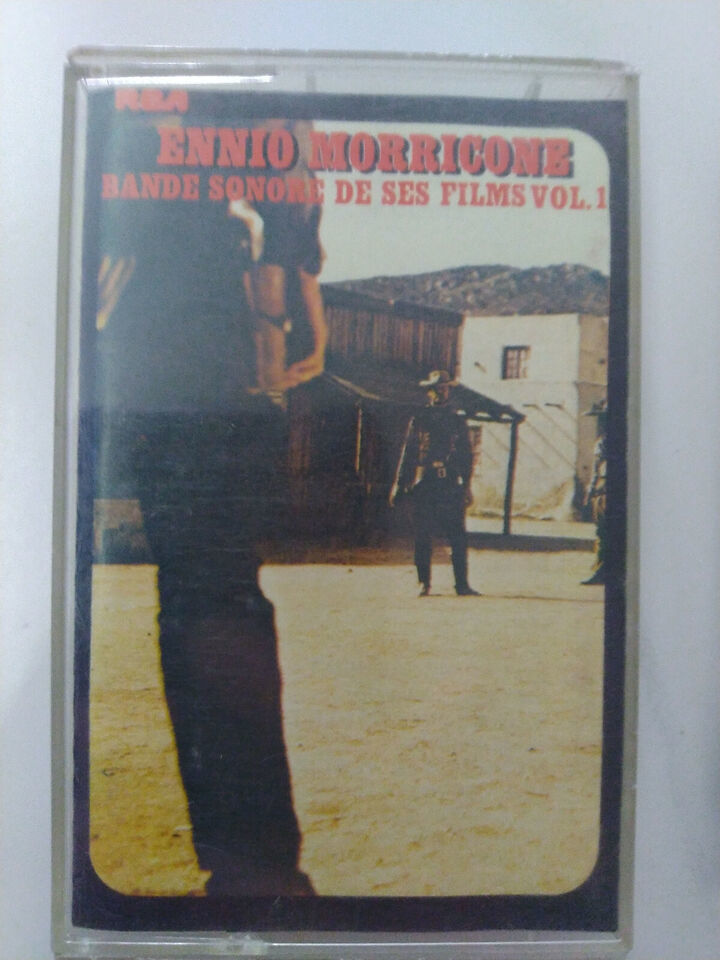 RCA
ENNIO MORRICONE
BANDE SONORE DE SES FILMS VOL.1